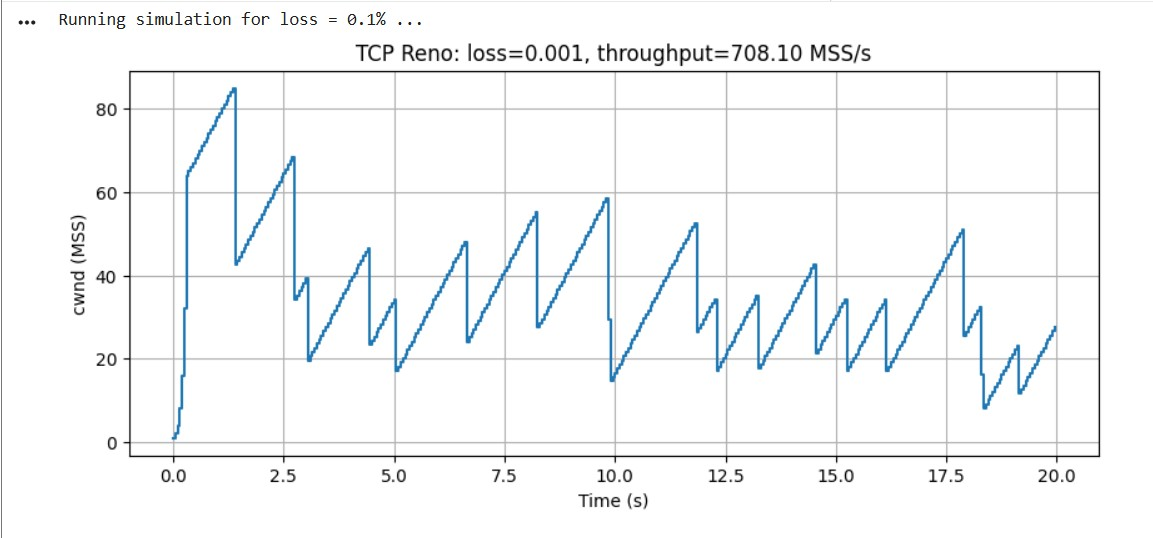 ••• Running simulation for loss = 0.1% ...
TCP Reno: loss=0.001, throughput=708.10 MSS/s
80
60
40
20
0
cwnd (MSS)
0.0 2.5 5.0 7.5 10.0 12.5 15.0 17.5 20.0
Time (s)